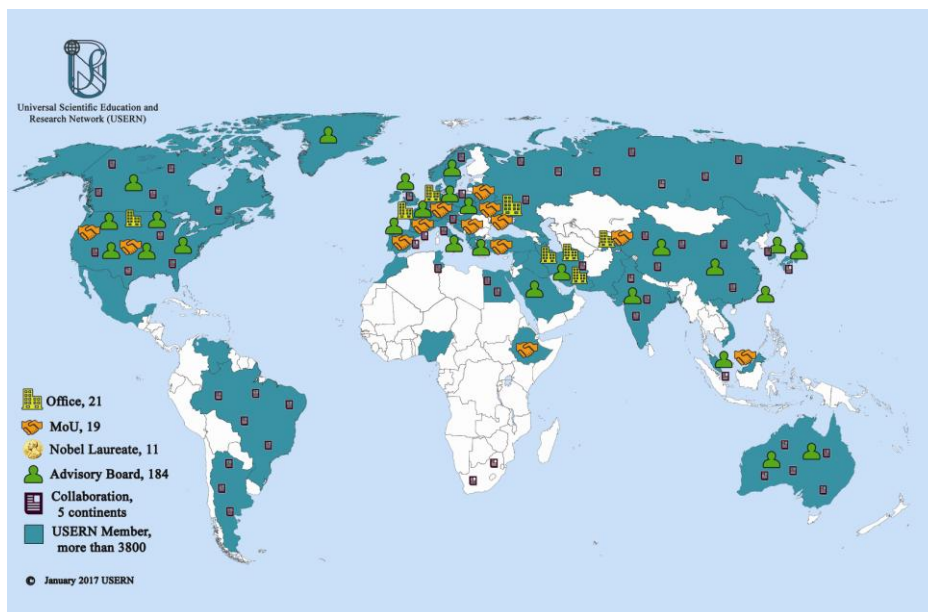 Universal Scientific Education and
Research Network (USERN)
Office, 21
MoU, 19
Nobel Laureate, 11
Advisory Board, 184
Collaboration,
5 continents
USERN Member,
more than 3800
© January 2017 USERN